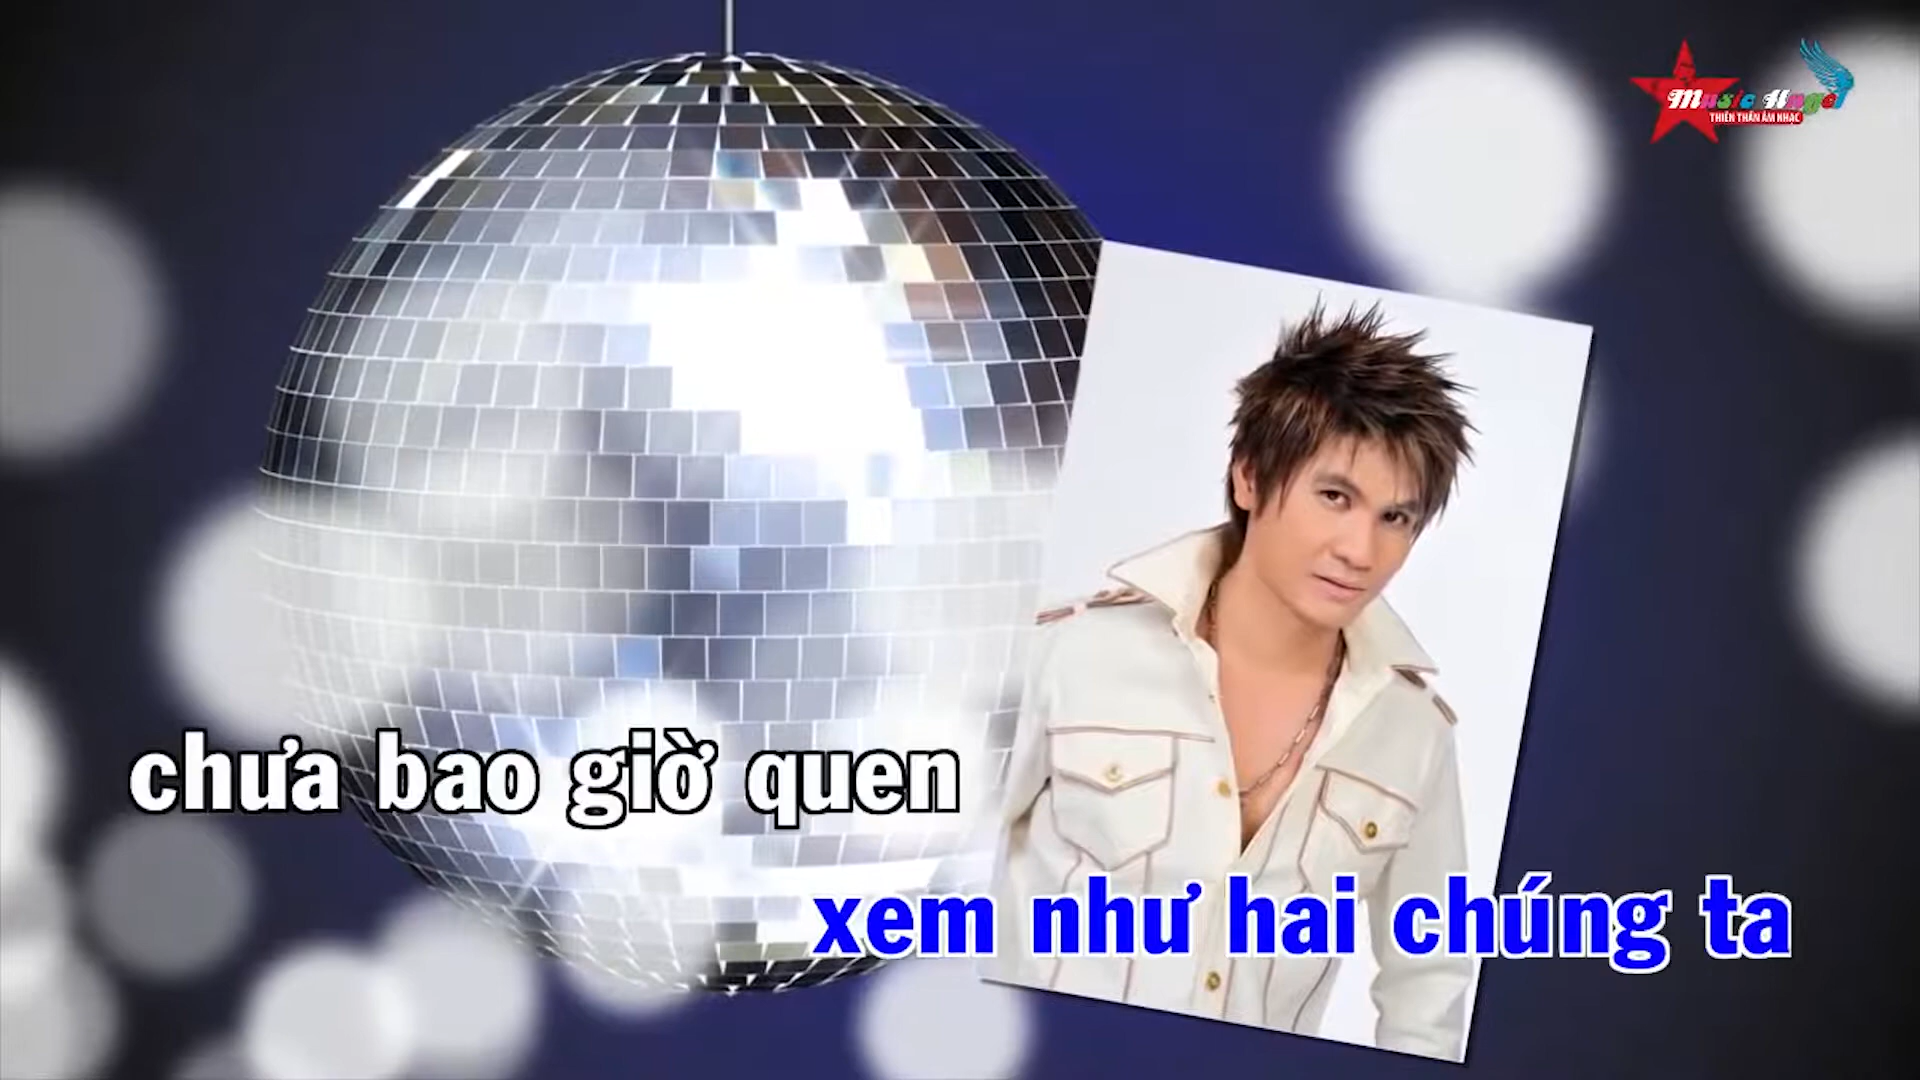 Music Angel
THIÊN THẦN ÂM NHẠC
chưa bao giờ quen
xem như hai chúng ta